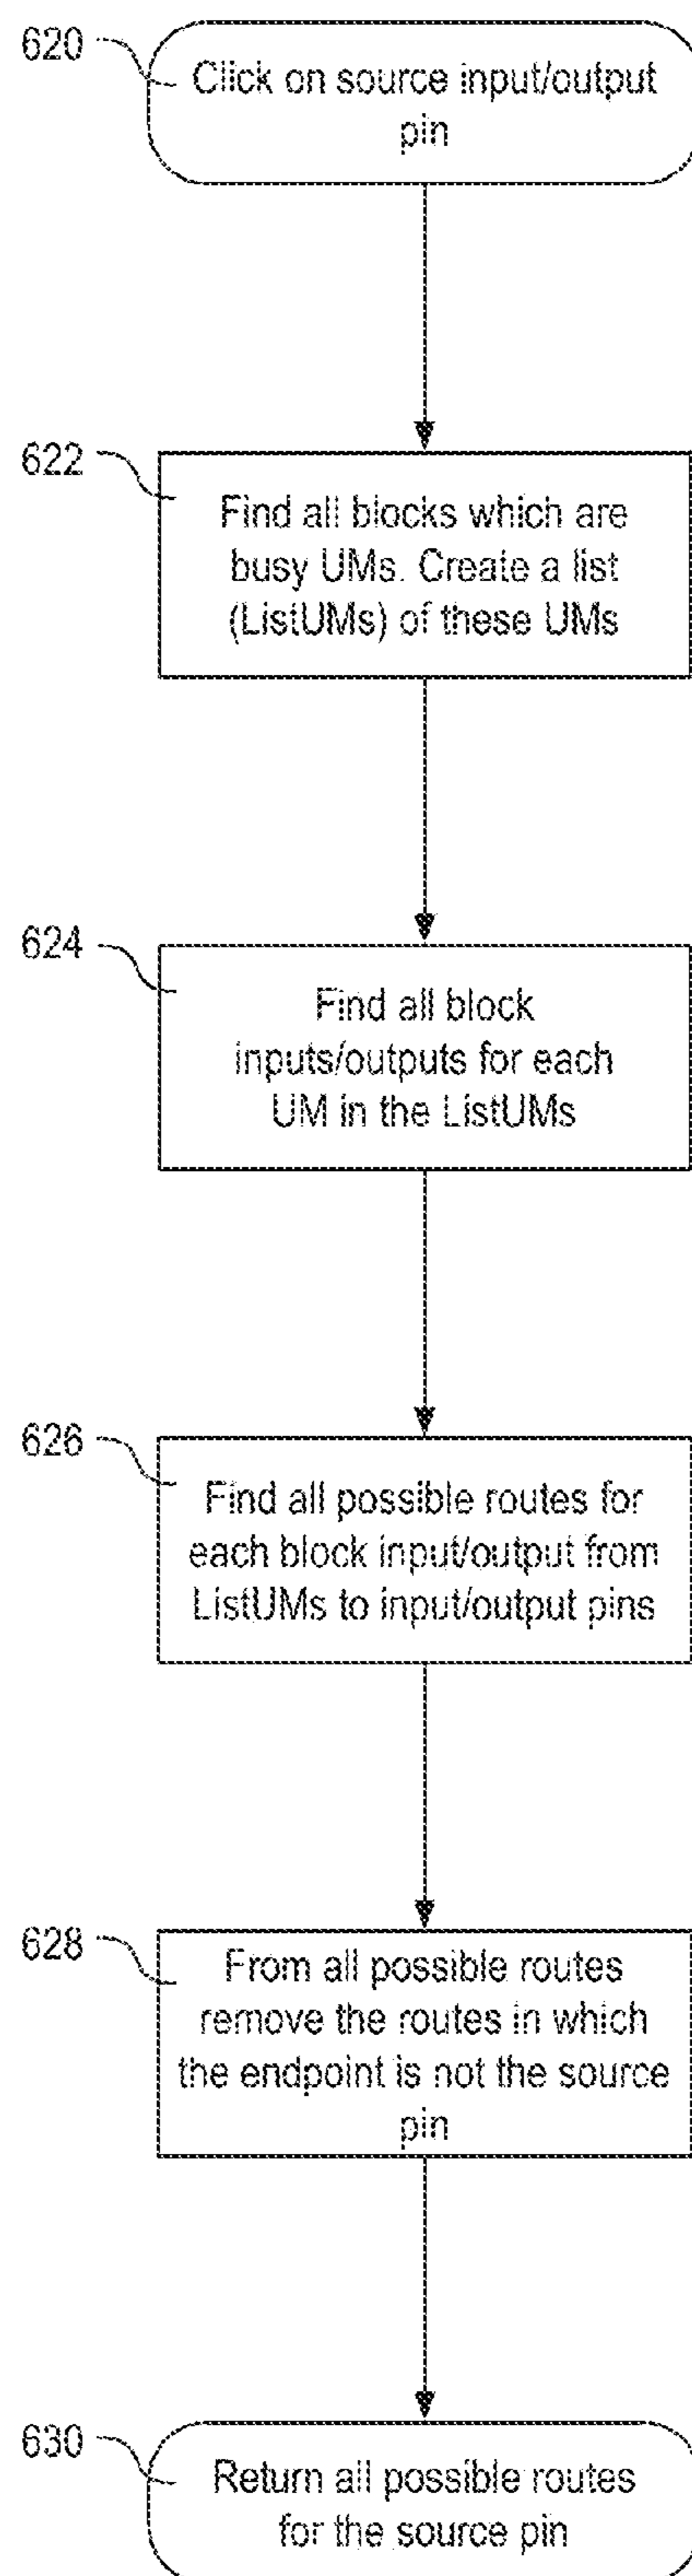 620
Click on source input/output
pin
622
Find all blocks which are
busy UMs. Create a list
(ListUMs) of these UMs
624
Find all block
inputs/outputs for each
UM in the ListUMs
626
Find all possible routes for
each block input/output from
ListUMs to input/output pins
628
From all possible routes
remove the routes in which
the endpoint is not the source
pin
630
Return all possible routes
for the source pin